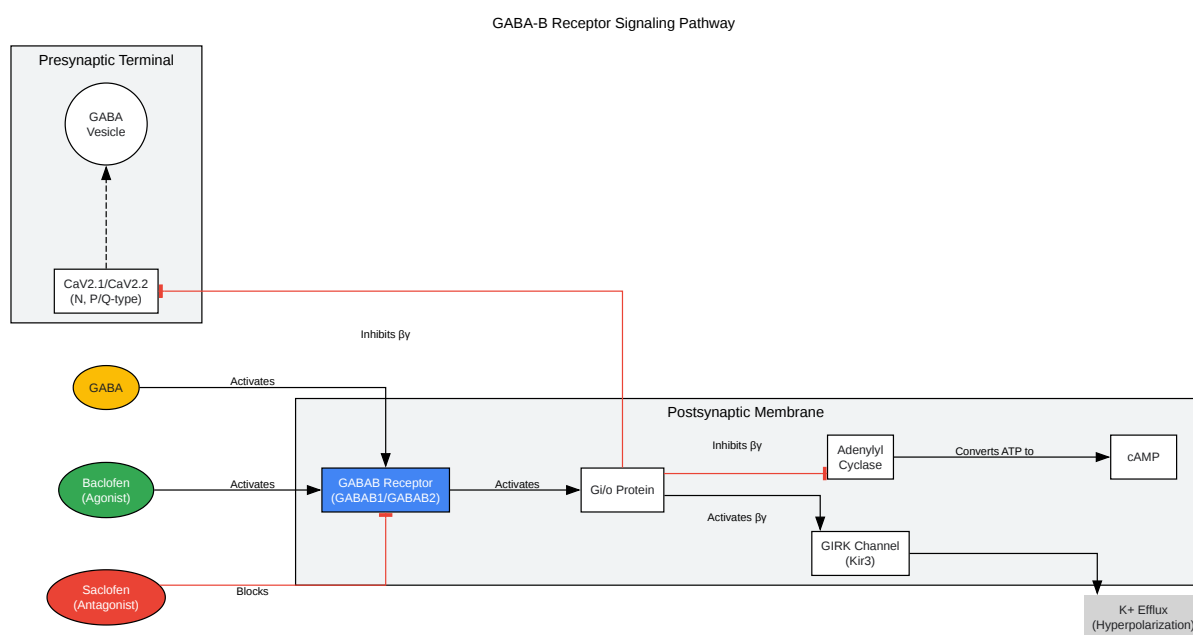 GABA-B Receptor Signaling Pathway
Presynaptic Terminal
GABA
Vesicle
CaV2.1/CaV2.2
(N, P/Q-type)
Inhibits βγ
GABA
Activates
Postsynaptic Membrane
Baclofen
(Agonist)
Activates
GABAB Receptor
(GABAB1/GABAB2)
Activates
Gi/o Protein
Inhibits βγ
Adenylyl
Cyclase
Converts ATP to
cAMP
Activates βγ
GIRK Channel
(Kir3)
Saclofen
(Antagonist)
Blocks
K+ Efflux
(Hyperpolarization)